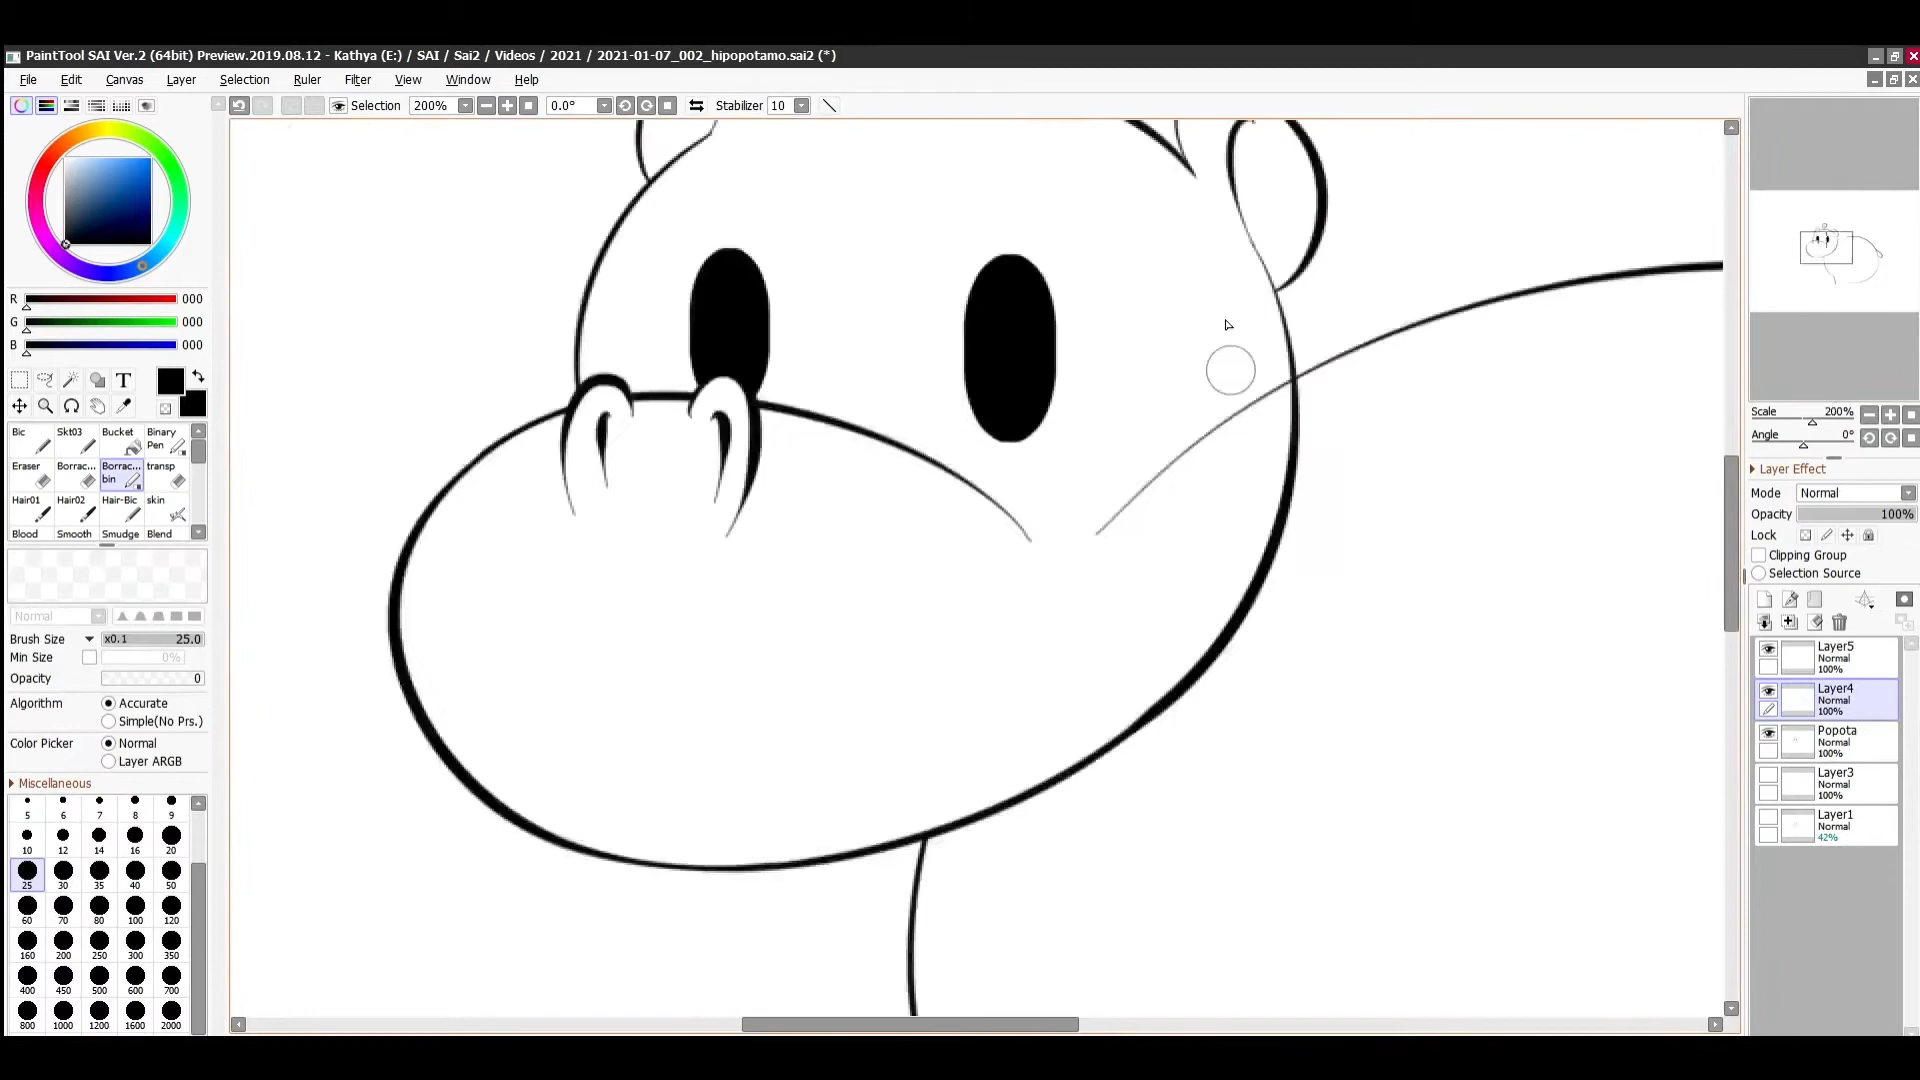 PaintTool SAI Ver.2 (64bit) Preview.2019.08.12 - Kathya (E:) / SAI / Sai2 / Videos / 2021 / 2021-01-07_002_hipopotamo.sai2 (*)
File Edit Canvas Layer Selection Ruler Filter View Window Help
Selection 200% 0.0° Stabilizer 10
R 000
G 000
B 000
T
Bic Skt03 Bucket Binary Pen
Eraser Borrac... Borrac... bin transp
Hair01 Hair02 Hair-Bic skin
Blood Smooth Smudge Blend
Normal
Brush Size x0.1 25.0
Min Size 0%
Opacity 0
Algorithm Accurate
Simple(No Prs.)
Color Picker Normal
Layer ARGB
Miscellaneous
5 6 7 8 9
10 12 14 16 20
25 30 35 40 50
60 70 80 100 120
160 200 250 300 350
400 450 500 600 700
800 1000 1200 1600 2000
Scale 200%
Angle 0°
Layer Effect
Mode Normal
Opacity 100%
Lock
Clipping Group
Selection Source
Layer5
Normal
100%
Layer4
Normal
100%
Popota
Normal
100%
Layer3
Normal
100%
Layer1
Normal
42%